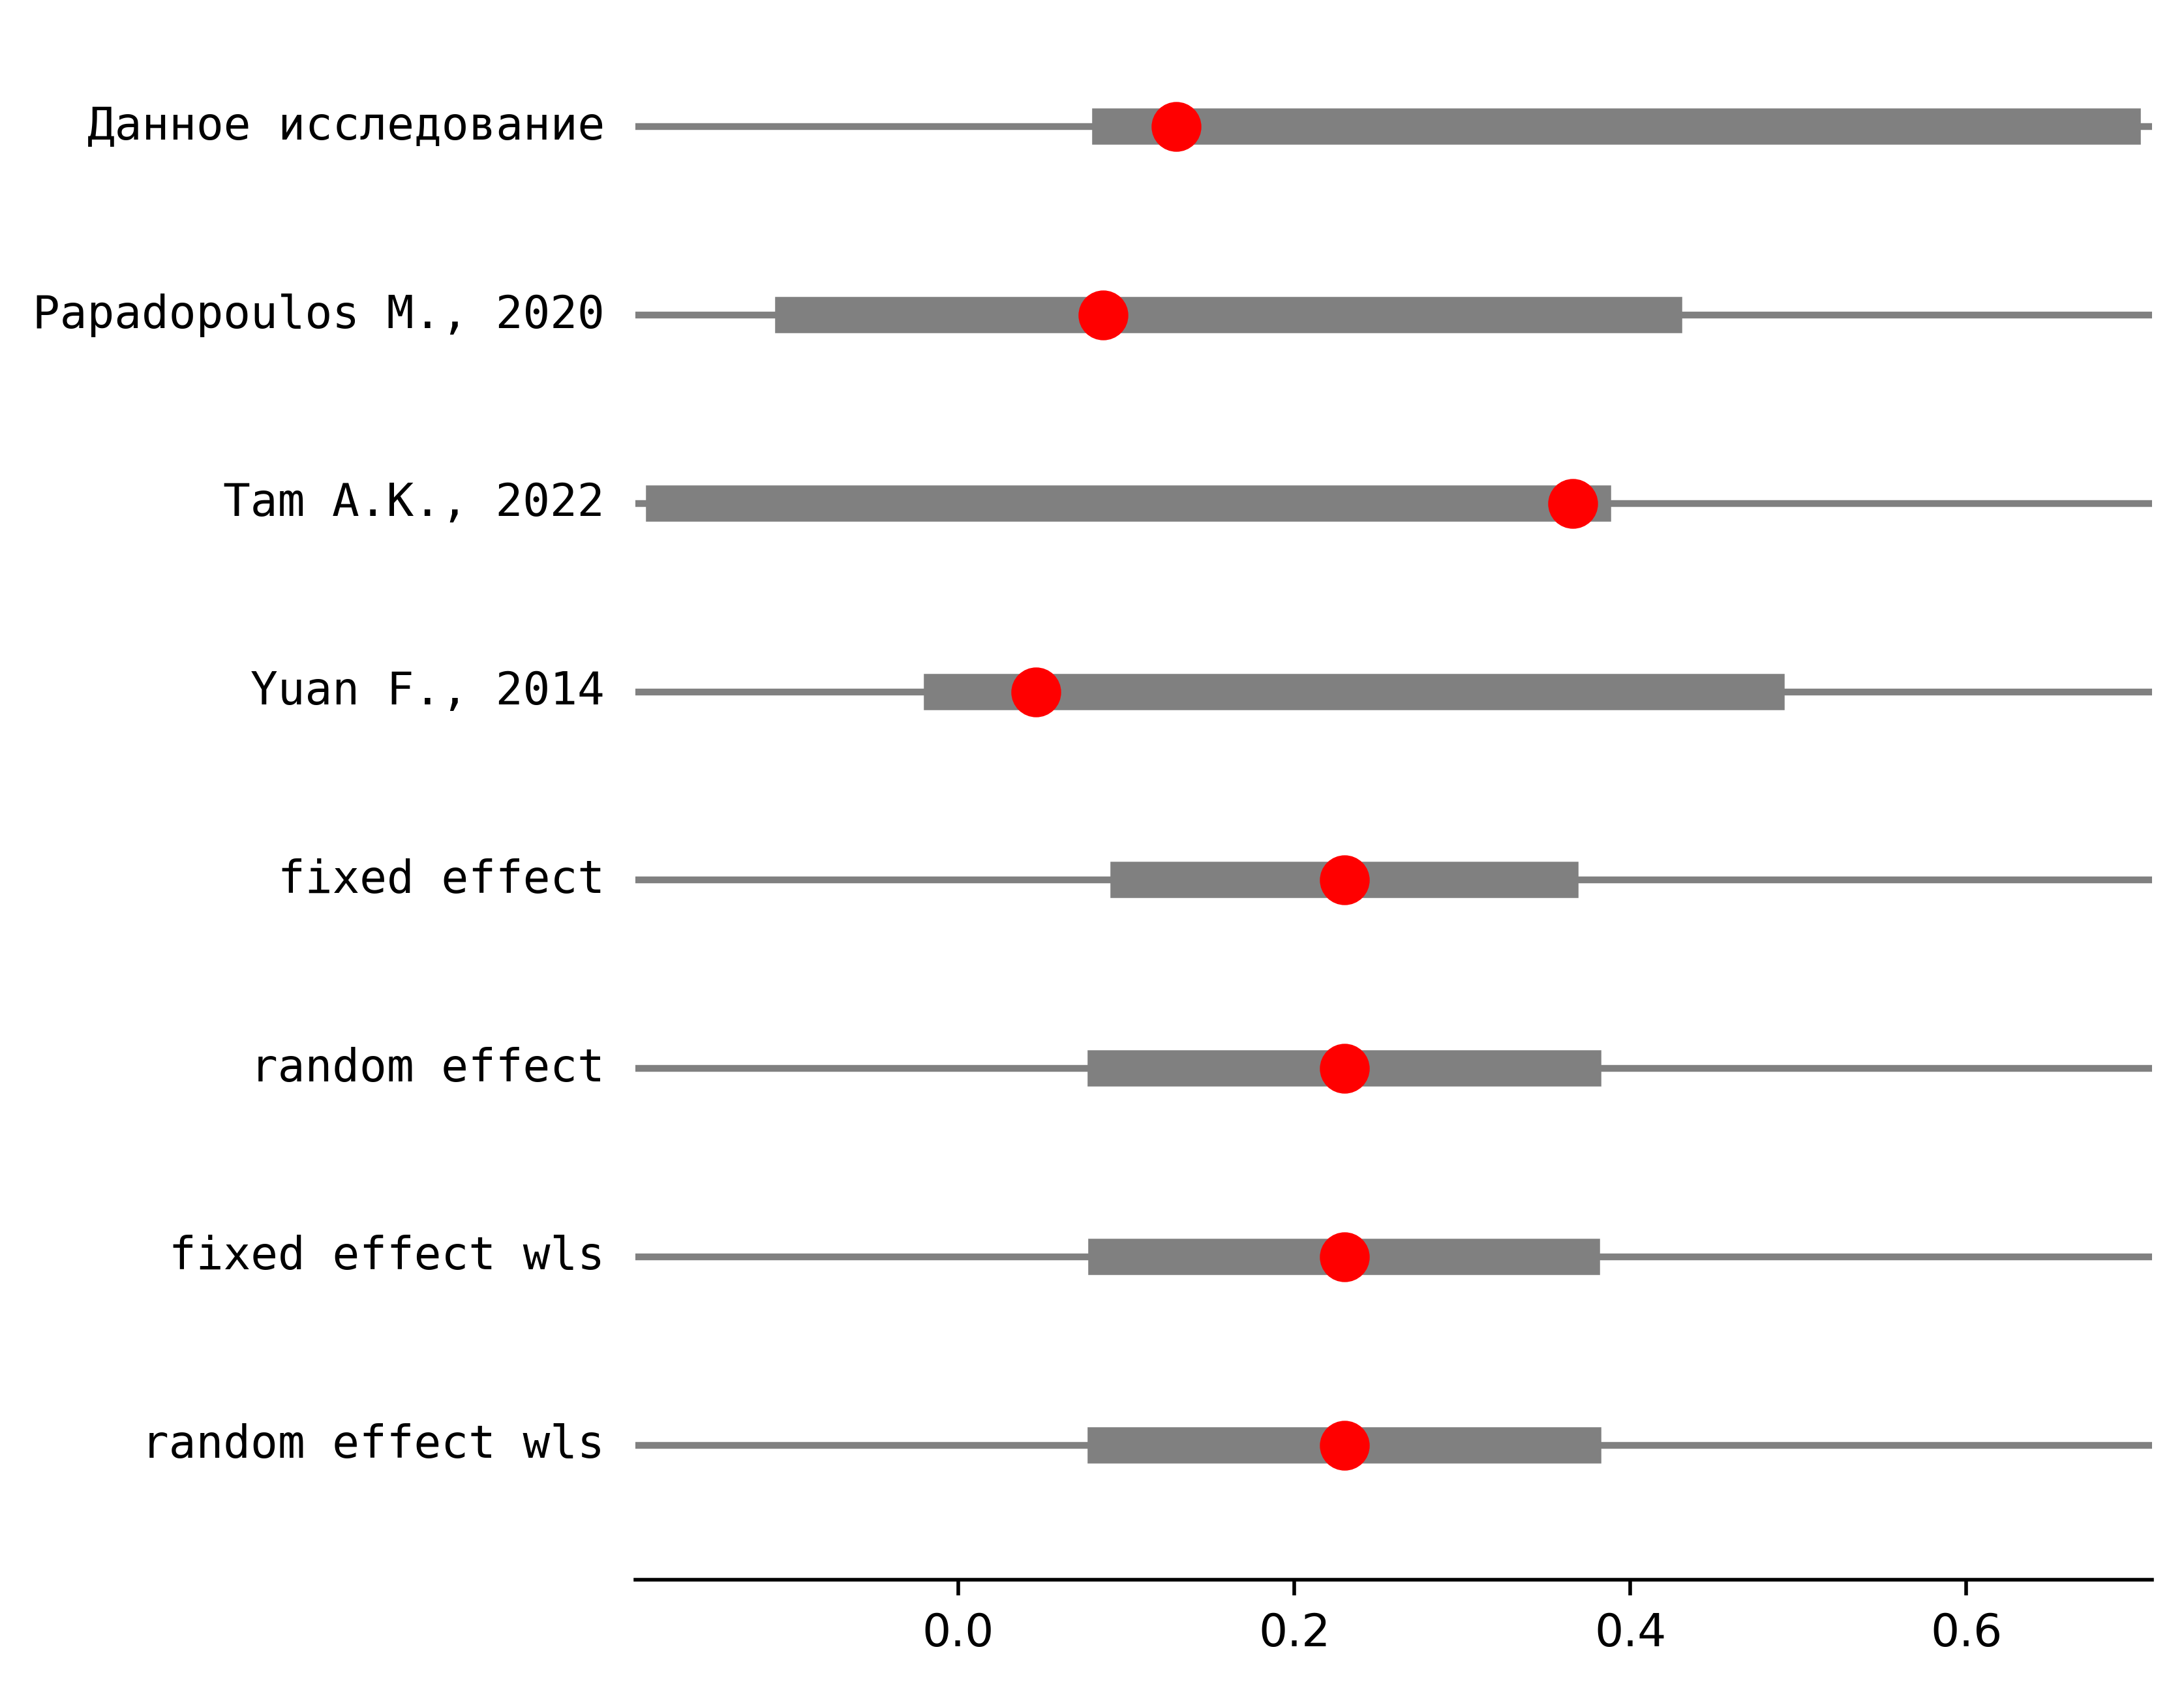 Данное исследование
Papadopoulos M., 2020
Tam A.K., 2022
Yuan F., 2014
fixed effect
random effect
fixed effect wls
random effect wls
0.0 0.2 0.4 0.6